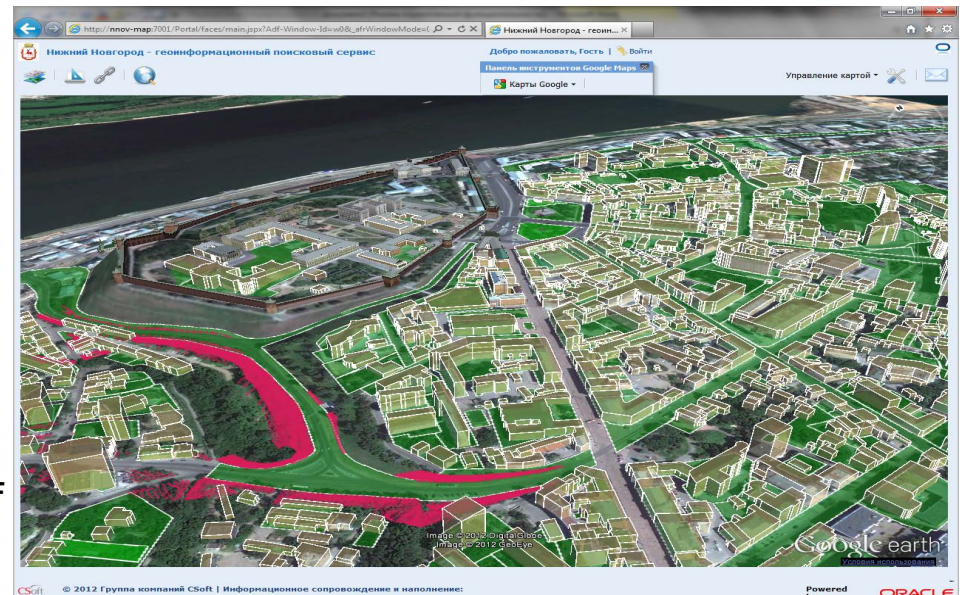 http://nnov-map:7001/Portal/faces/main.jspx?Adf-Window-Id=w0&_afrWindowMode=(
Нижний Новгород - геоин...
Нижний Новгород - геоинформационный поисковый сервис
Добро пожаловать, Гость | Войти
Панель инструментов Google Maps
Карты Google
Управление картой
F
Image © 2012 DigitalGlobe
Image © 2012 GeoEye
Google earth
Условия использования
CSoft © 2012 Группа компаний CSoft | Информационное сопровождение и наполнение:
Powered
ORACLE